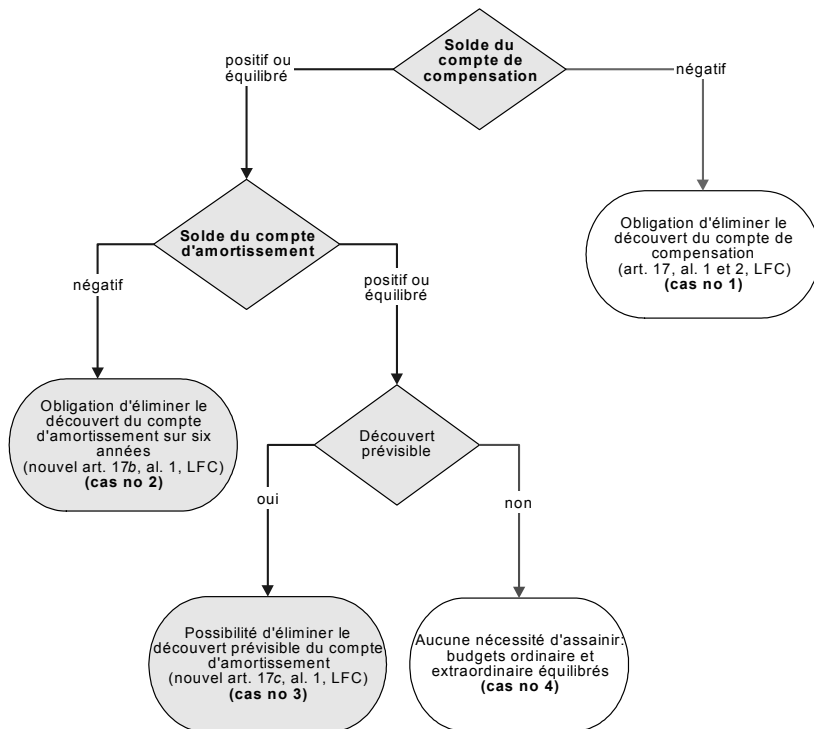 Solde du
compte de
compensation
positif ou
équilibré
négatif
Solde du compte
d'amortissement
Obligation d'éliminer le
découvert du compte de
compensation
(art. 17, al. 1 et 2, LFC)
(cas no 1)
négatif
positif ou
équilibré
Obligation d'éliminer le
découvert du compte
d'amortissement sur six
années
(nouvel art. 17b, al. 1, LFC)
(cas no 2)
Découvert
prévisible
oui
non
Possibilité d'éliminer le
découvert prévisible du compte
d'amortissement
(nouvel art. 17c, al. 1, LFC)
(cas no 3)
Aucune nécessité d'assainir:
budgets ordinaire et
extraordinaire équilibrés
(cas no 4)